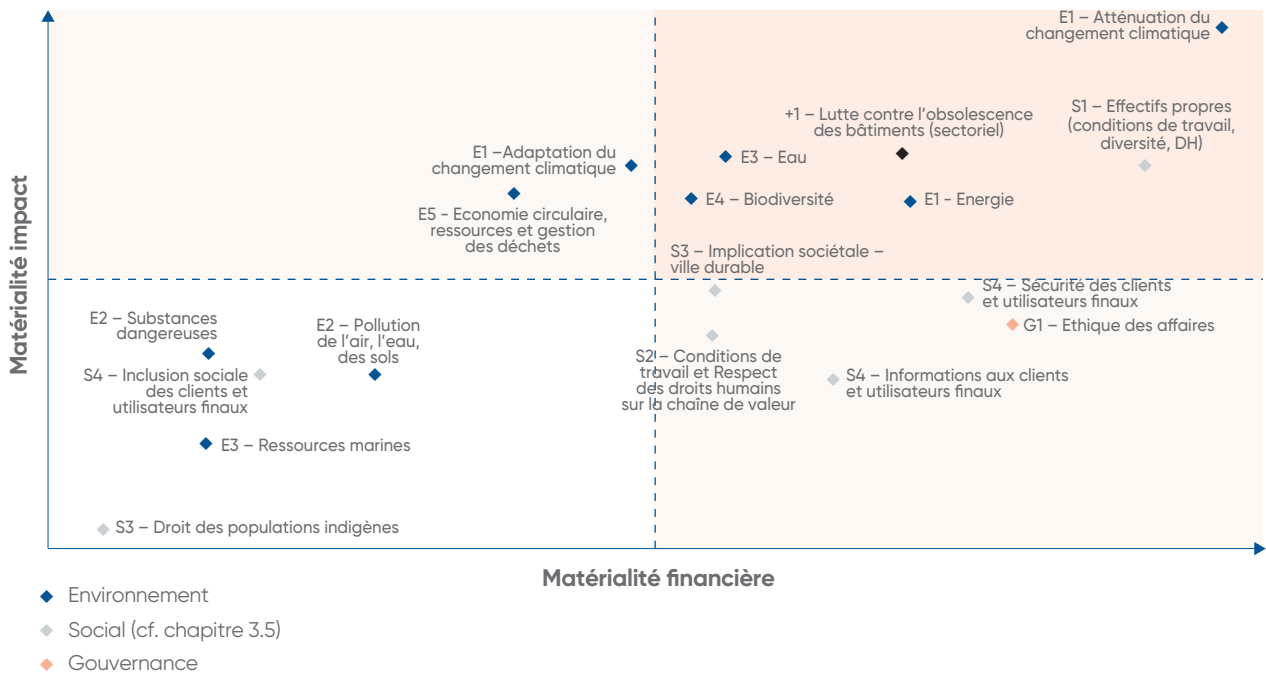 E1 – Atténuation du
changement climatique
S1 – Effectifs propres
(conditions de travail,
diversité, DH)
+1 – Lutte contre l'obsolescence
des bâtiments (sectoriel)
E1 –Adaptation du
changement climatique
E3 – Eau
E4 – Biodiversité
E1 - Energie
E5 - Economie circulaire,
ressources et gestion
des déchets
S3 – Implication sociétale –
ville durable
S4 – Sécurité des clients
et utilisateurs finaux
G1 – Ethique des affaires
E2 – Substances
dangereuses
E2 – Pollution
de l'air, l'eau,
des sols
S4 – Inclusion sociale
des clients et
utilisateurs finaux
S2 – Conditions de
travail et Respect
des droits humains
sur la chaîne de valeur
S4 – Informations aux clients
et utilisateurs finaux
E3 – Ressources marines
S3 – Droit des populations indigènes
Matérialité impact
Matérialité financière
Environnement
Social (cf. chapitre 3.5)
Gouvernance